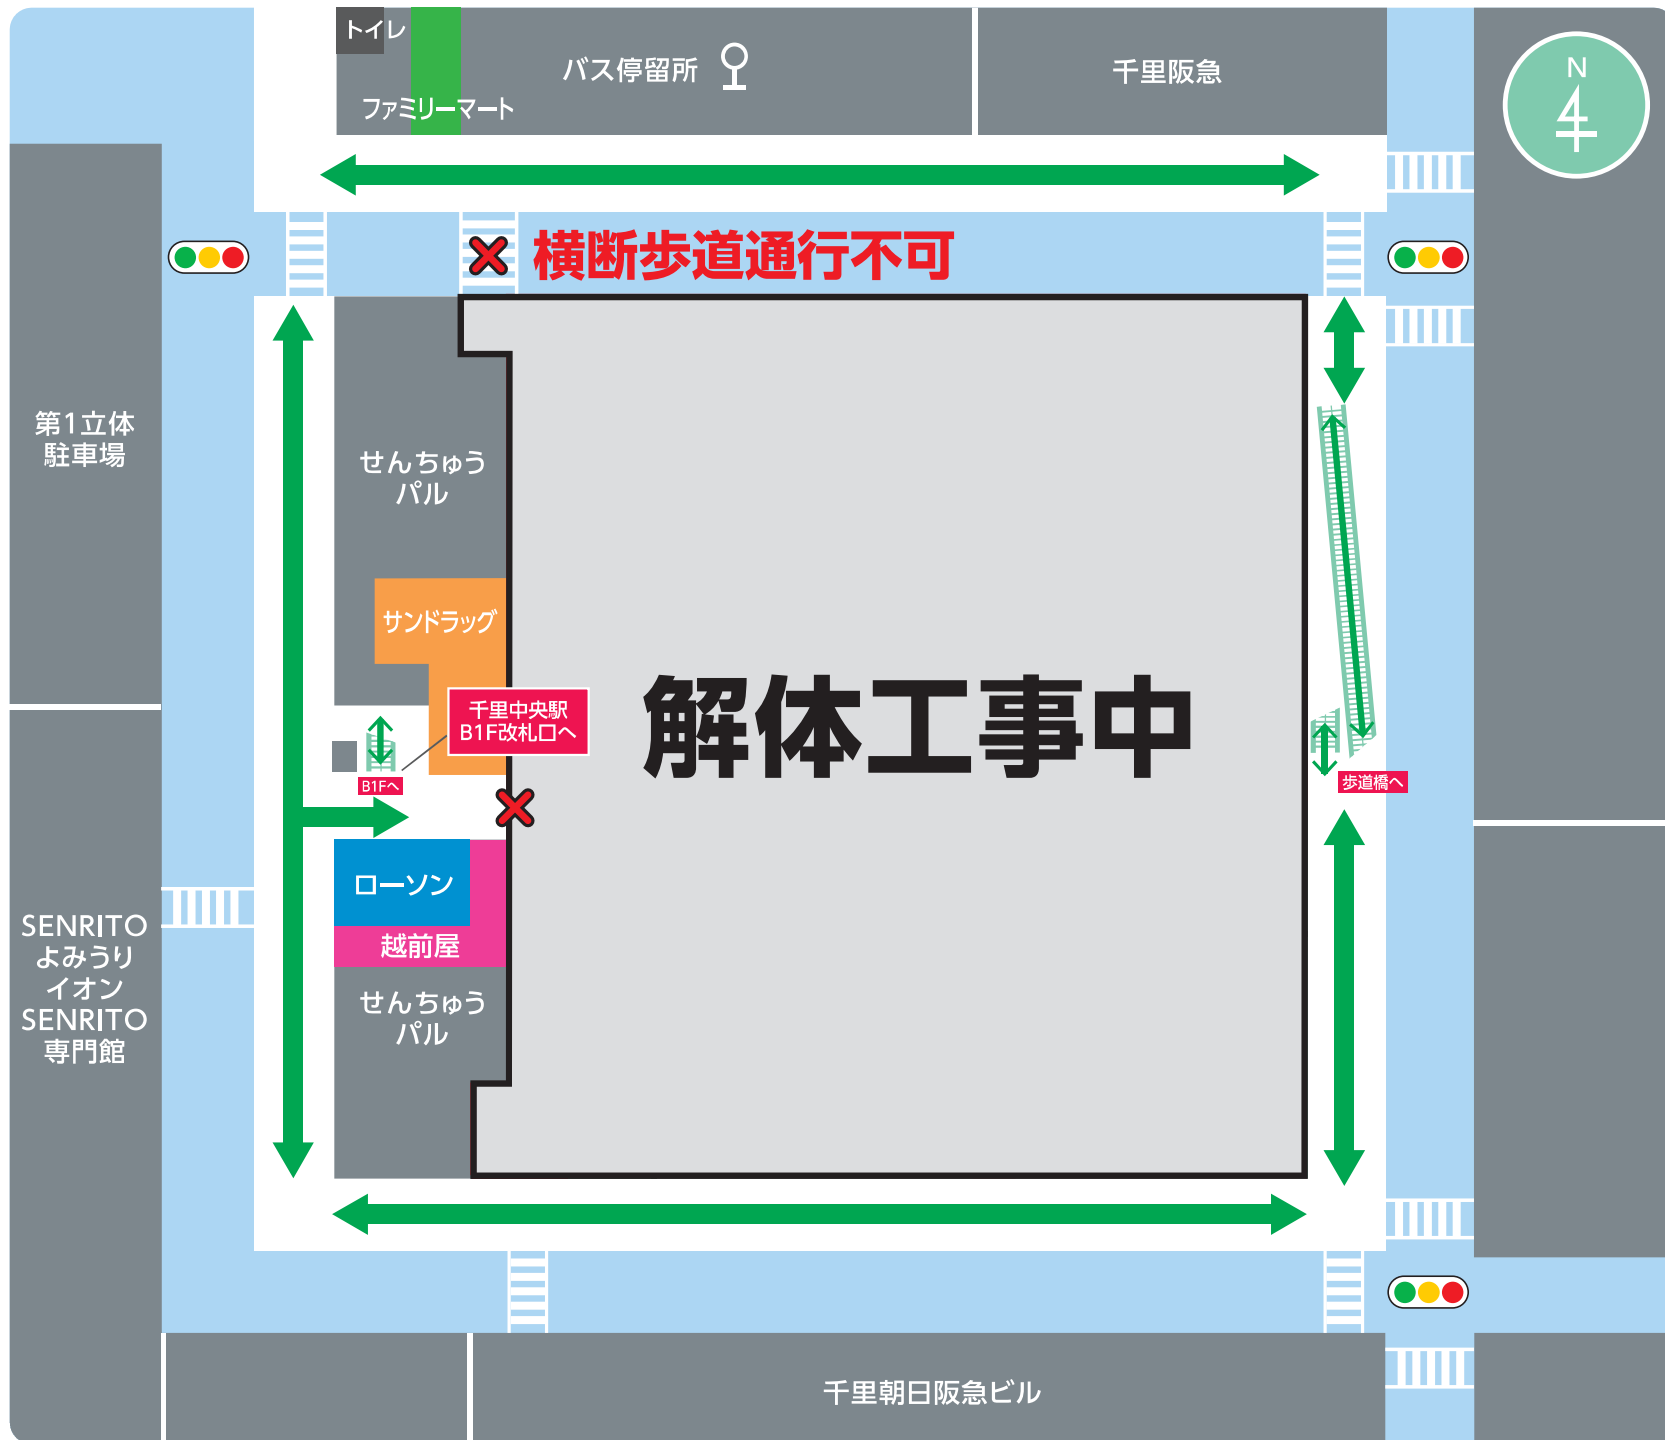 トイレ
バス停留所
千里阪急
N
ファミリーマート
横断歩道通行不可
第1立体
駐車場
せんちゅう
パル
サンドラッグ
千里中央駅
B1F改札口へ
解体工事中
B1Fへ
歩道橋へ
ローソン
越前屋
SENRITO
よみうり
イオン
SENRITO
専門館
せんちゅう
パル
千里朝日阪急ビル